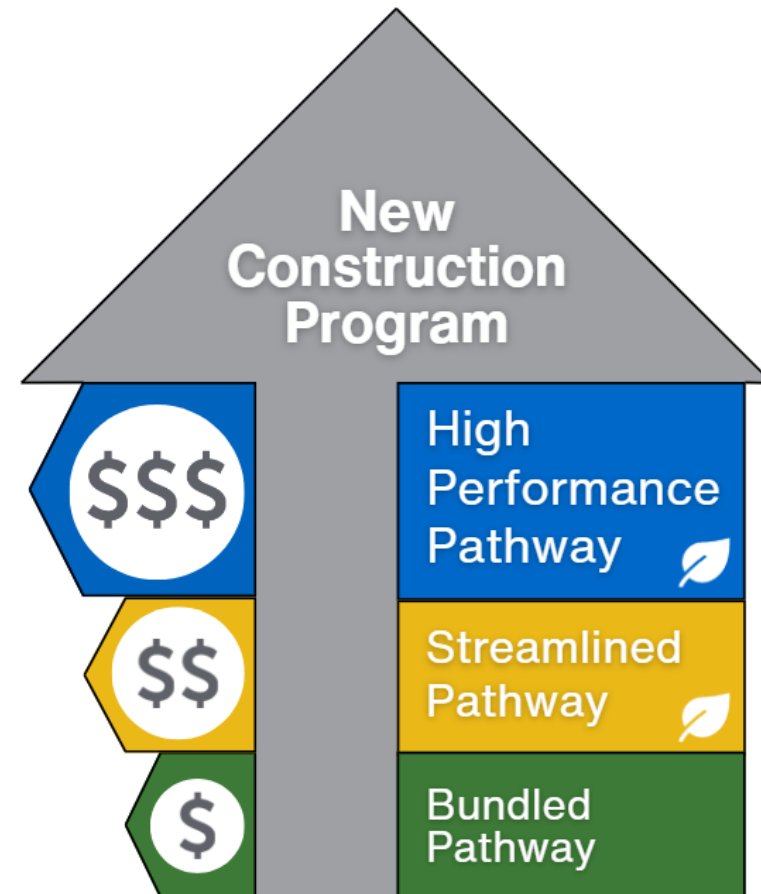 New
Construction
Program
$$$
High
Performance
Pathway
$$
Streamlined
Pathway
$
Bundled
Pathway